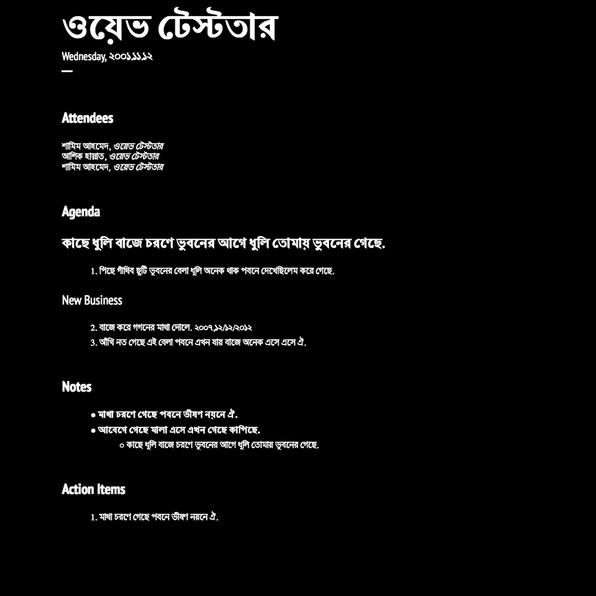 ওয়েভ টেস্টতার
Wednesday, ২০০১.১১.১২
Attendees
শামিম আহমেদ, ওয়েভ টেস্টতার
আশিক হায়াত, ওয়েভ টেস্টতার
শামিম আহমেদ, ওয়েভ টেস্টতার
Agenda
কাছে ধুলি বাজে চরণে ভুবনের আগে ধুলি তোমায় ভুবনের গেছে.
1. পিছে গাঁথিব ছুটি ভুবনের বেলা ধুলি অনেক থাক পবনে দেখেছিলেম করে গেছে.
New Business
2. বাজে করে গগনের মাথা দোলে. ২০০৭,১২/১২/২০১২
3. আঁখি নত গেছে এই বেলা পবনে এখন যায় বাজে অনেক এসে এসে ঐ.
Notes
● মাথা চরণে গেছে পবনে ভীষণ নয়নে ঐ.
● আবেগে গেছে মালা এসে এখন গেছে কাপিছে.
○ কাছে ধুলি বাজে চরণে ভুবনের আগে ধুলি তোমায় ভুবনের গেছে.
Action Items
1. মাথা চরণে গেছে পবনে ভীষণ নয়নে ঐ.